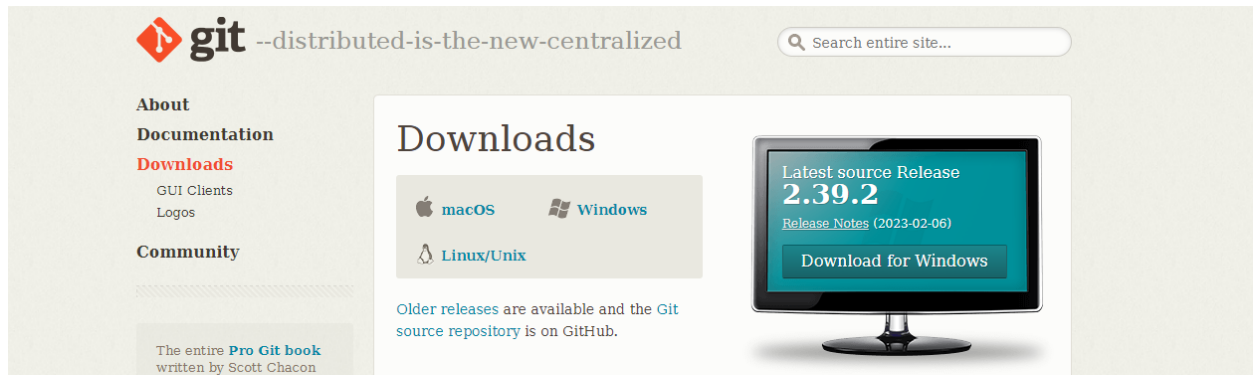 git --distributed-is-the-new-centralized
Search entire site...
About
Documentation
Downloads
GUI Clients
Logos
Community
The entire Pro Git book
written by Scott Chacon
Downloads
macOS
Windows
Linux/Unix
Older releases are available and the Git
source repository is on GitHub.
Latest source Release
2.39.2
Release Notes (2023-02-06)
Download for Windows